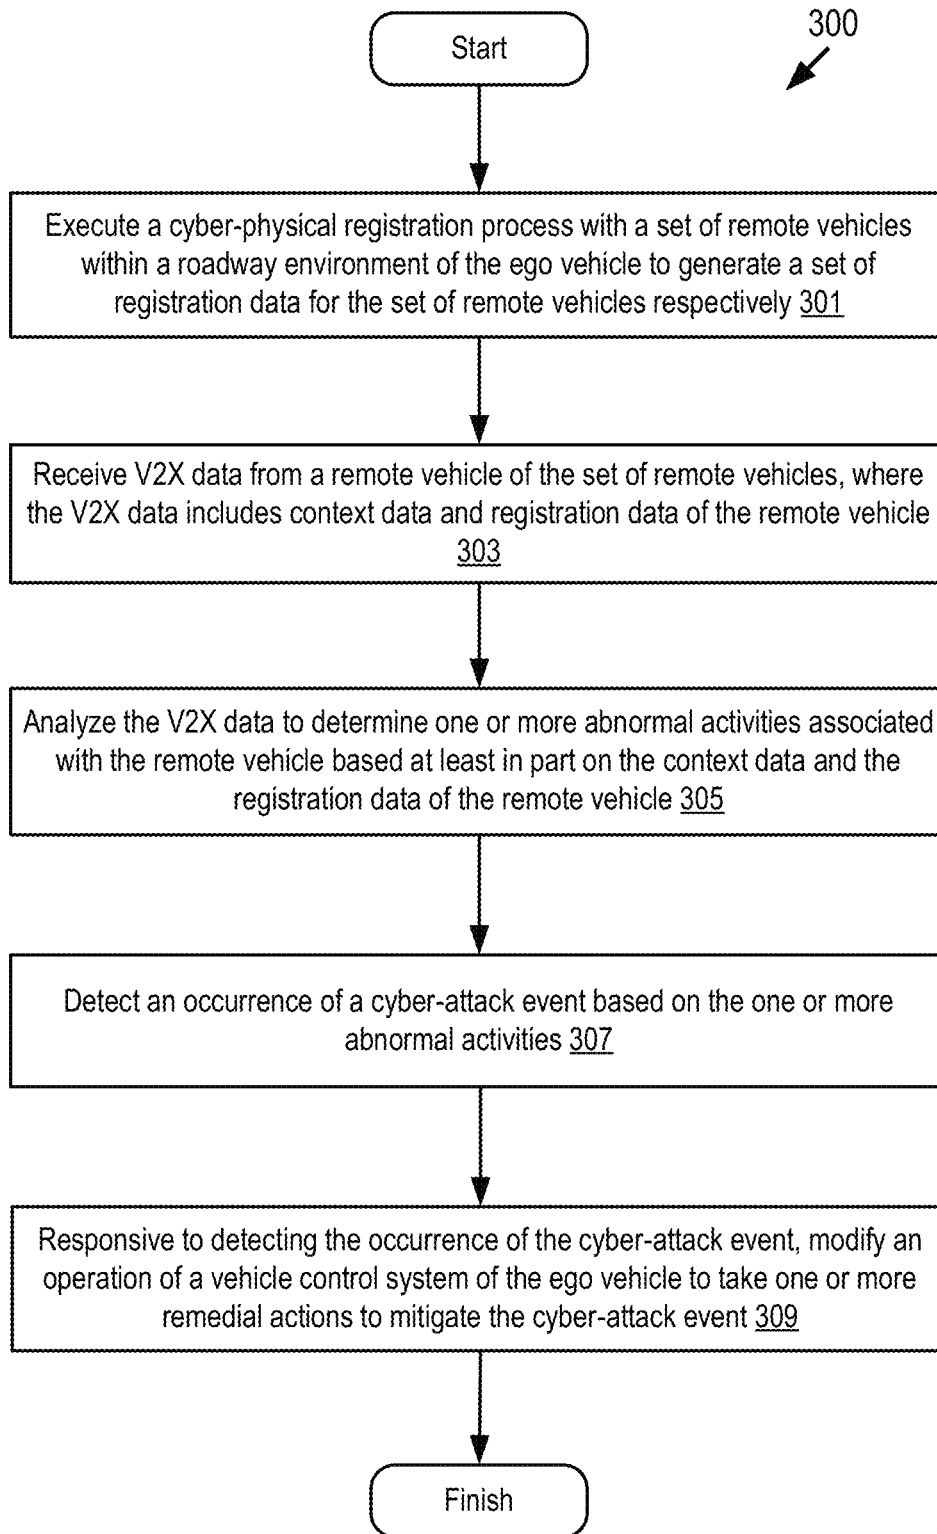 Start
300
Execute a cyber-physical registration process with a set of remote vehicles
within a roadway environment of the ego vehicle to generate a set of
registration data for the set of remote vehicles respectively 301
Receive V2X data from a remote vehicle of the set of remote vehicles, where
the V2X data includes context data and registration data of the remote vehicle
303
Analyze the V2X data to determine one or more abnormal activities associated
with the remote vehicle based at least in part on the context data and the
registration data of the remote vehicle 305
Detect an occurrence of a cyber-attack event based on the one or more
abnormal activities 307
Responsive to detecting the occurrence of the cyber-attack event, modify an
operation of a vehicle control system of the ego vehicle to take one or more
remedial actions to mitigate the cyber-attack event 309
Finish